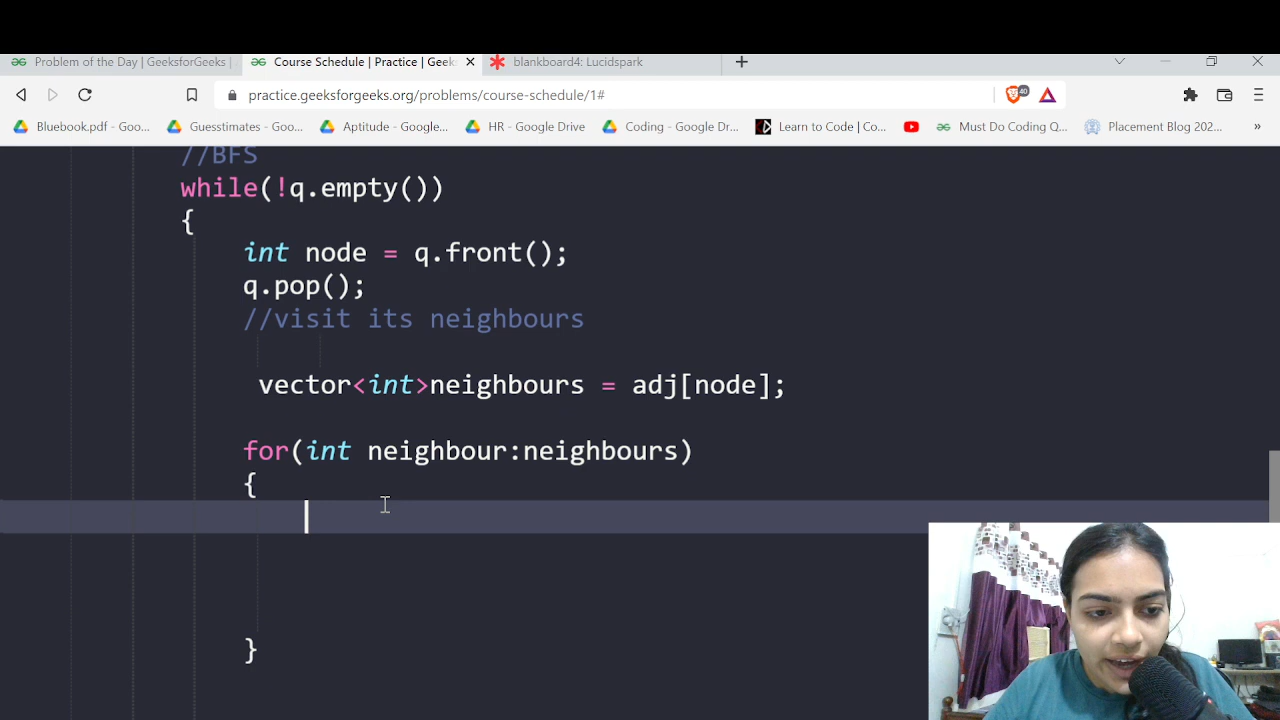 Problem of the Day | GeeksforGeeks |
Course Schedule | Practice | Geek
blankboard4: Lucidspark
practice.geeksforgeeks.org/problems/course-schedule/1#
40
Bluebook.pdf - Goo...
Guesstimates - Goo...
Aptitude - Google...
HR - Google Drive
Coding - Google Dr...
Learn to Code | Co...
Must Do Coding Q...
Placement Blog 202...
»
//BFS
while(!q.empty())
{
int node = q.front();
q.pop();
//visit its neighbours
vector<int>neighbours = adj[node];
for(int neighbour:neighbours)
{
}